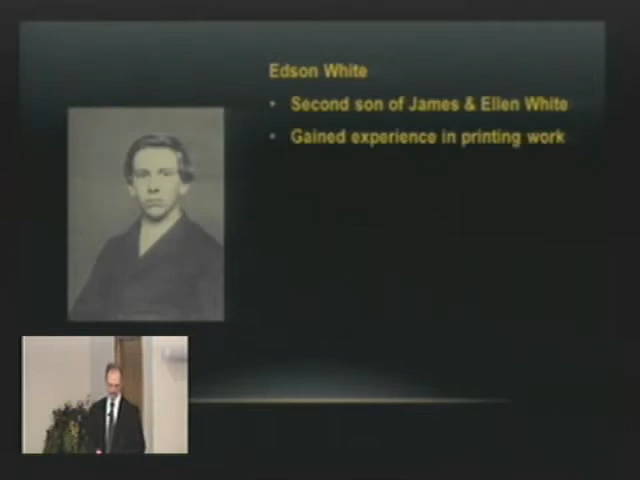 Edson White
• Second son of James & Ellen White
• Gained experience in printing work